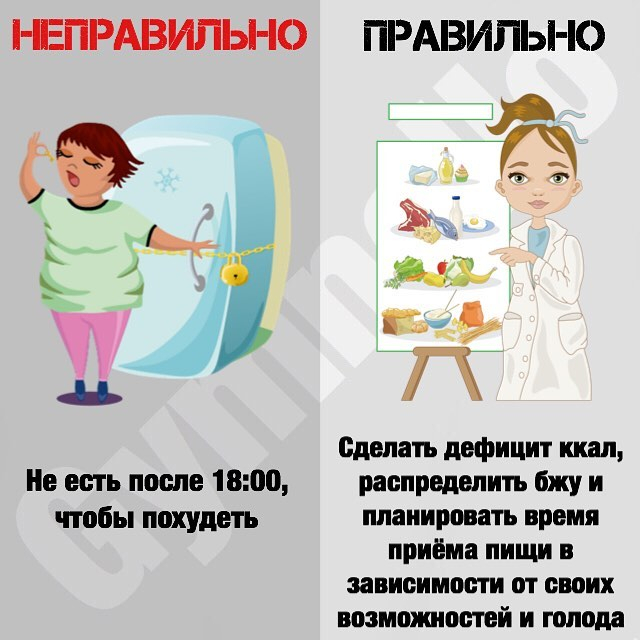 НЕПРАВИЛЬНО
ПРАВИЛЬНО
Не есть после 18:00,
чтобы похудеть
Сделать дефицит ккал,
распределить бжу и
планировать время
приёма пищи в
зависимости от своих
возможностей и голода